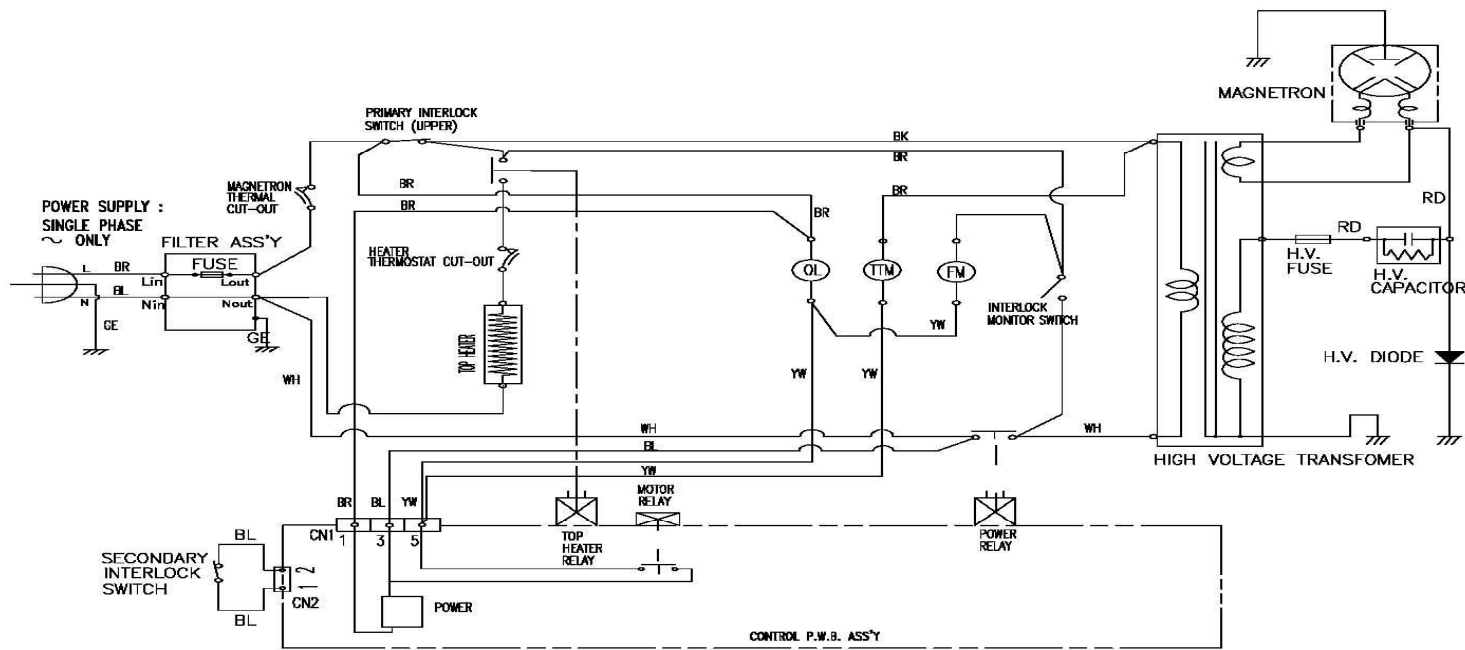 MAGNETRON
PRIMARY INTERLOCK
SWITCH (UPPER)
BK
BR
MAGNETRON
THERMAL
CUT-OUT
BR
BR
BR
BR
RD
POWER SUPPLY :
SINGLE PHASE
~ ONLY
FILTER ASS'Y
FUSE
L
BR
Lin
Lout
BL
N
Nin
Nout
GE
GE
HEATER
THERMOSTAT CUT-OUT
OL
TTM
FM
INTERLOCK
MONITOR SWITCH
YW
RD
H.V.
FUSE
H.V.
CAPACITOR
TOP HEATER
H.V. DIODE
WH
YW
YW
WH
BL
WH
YW
HIGH VOLTAGE TRANSFOMER
BR
BL
YW
MOTOR
RELAY
CN1
1
3
5
TOP
HEATER
RELAY
POWER
RELAY
BL
SECONDARY
INTERLOCK
SWITCH
1 2
CN2
BL
POWER
CONTROL P.W.B. ASS'Y